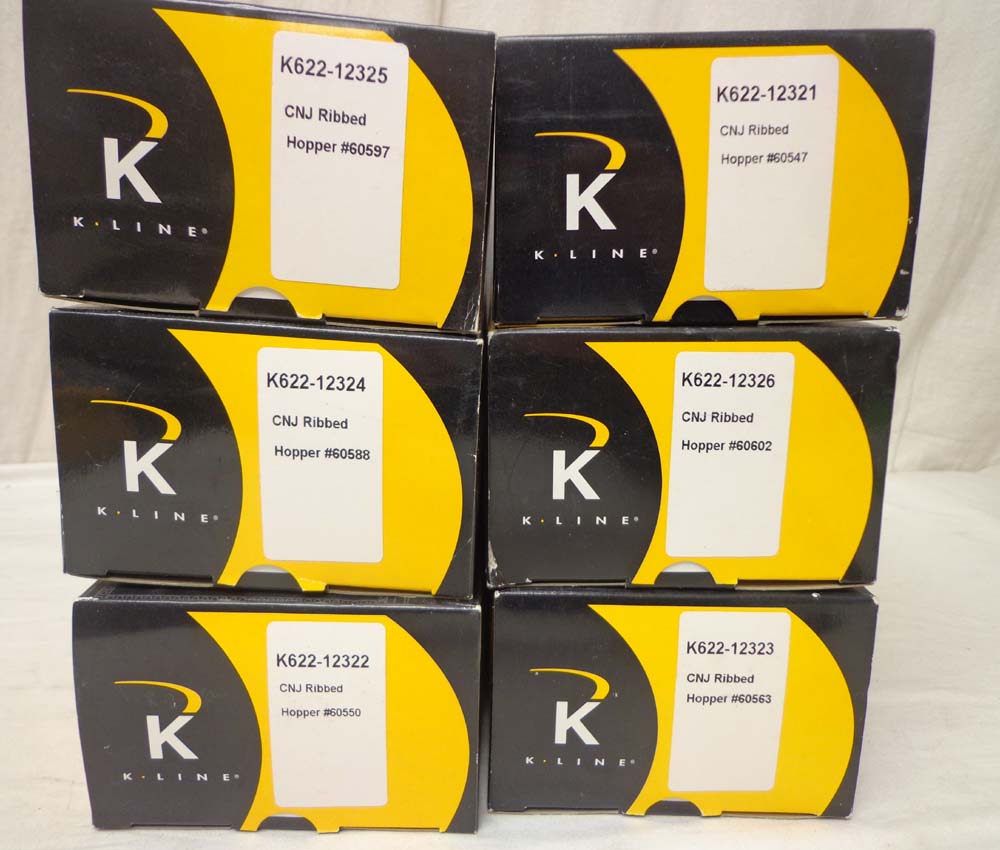 K
K·LINE®
K622-12325
CNJ Ribbed
Hopper #60597
K
K·LINE®
K622-12321
CNJ Ribbed
Hopper #60547
K
K·LINE®
K622-12324
CNJ Ribbed
Hopper #60588
K
K·LINE®
K622-12326
CNJ Ribbed
Hopper #60602
K
K·LINE®
K622-12322
CNJ Ribbed
Hopper #60550
K
K·LINE®
K622-12323
CNJ Ribbed
Hopper #60563